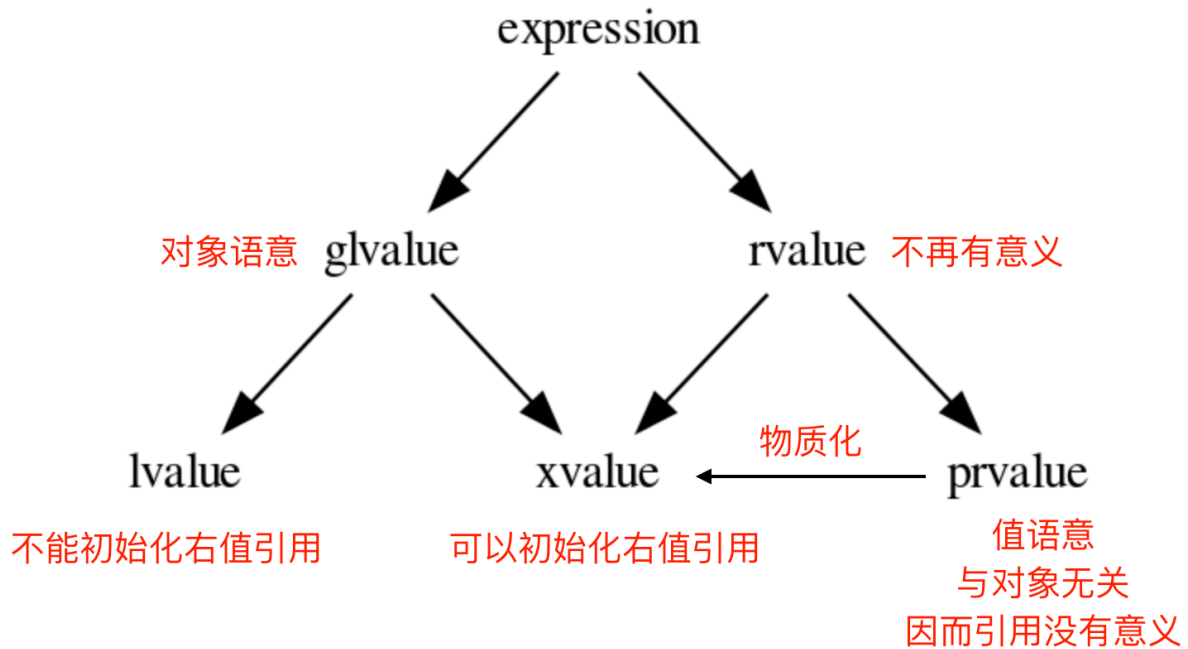 expression
对象语意 glvalue
rvalue 不再有意义
物质化
lvalue
xvalue
prvalue
不能初始化右值引用
可以初始化右值引用
值语意
与对象无关
因而引用没有意义